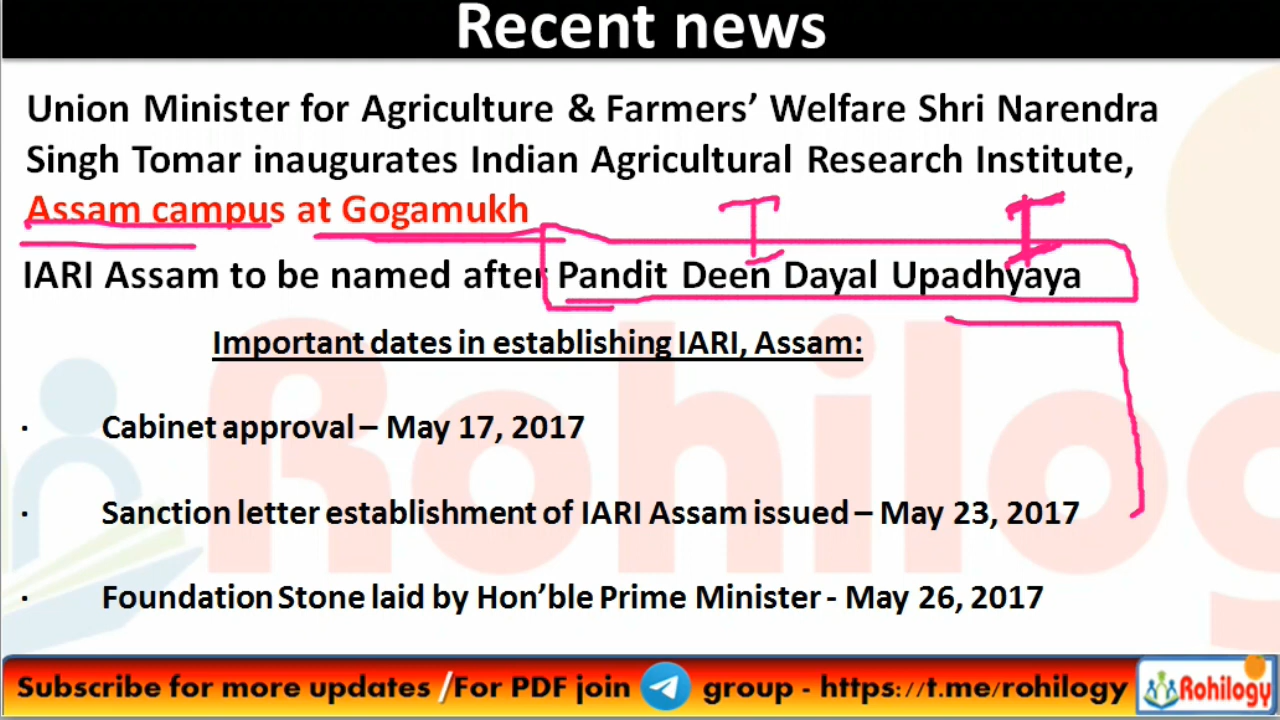 Recent news
Union Minister for Agriculture & Farmers’ Welfare Shri Narendra
Singh Tomar inaugurates Indian Agricultural Research Institute,
Assam campus at Gogamukh
IARI Assam to be named after Pandit Deen Dayal Upadhyaya
Important dates in establishing IARI, Assam:
· Cabinet approval – May 17, 2017
· Sanction letter establishment of IARI Assam issued – May 23, 2017
· Foundation Stone laid by Hon’ble Prime Minister - May 26, 2017
Rohilog
Subscribe for more updates /For PDF join group - https://t.me/rohilogy
Rohilogy